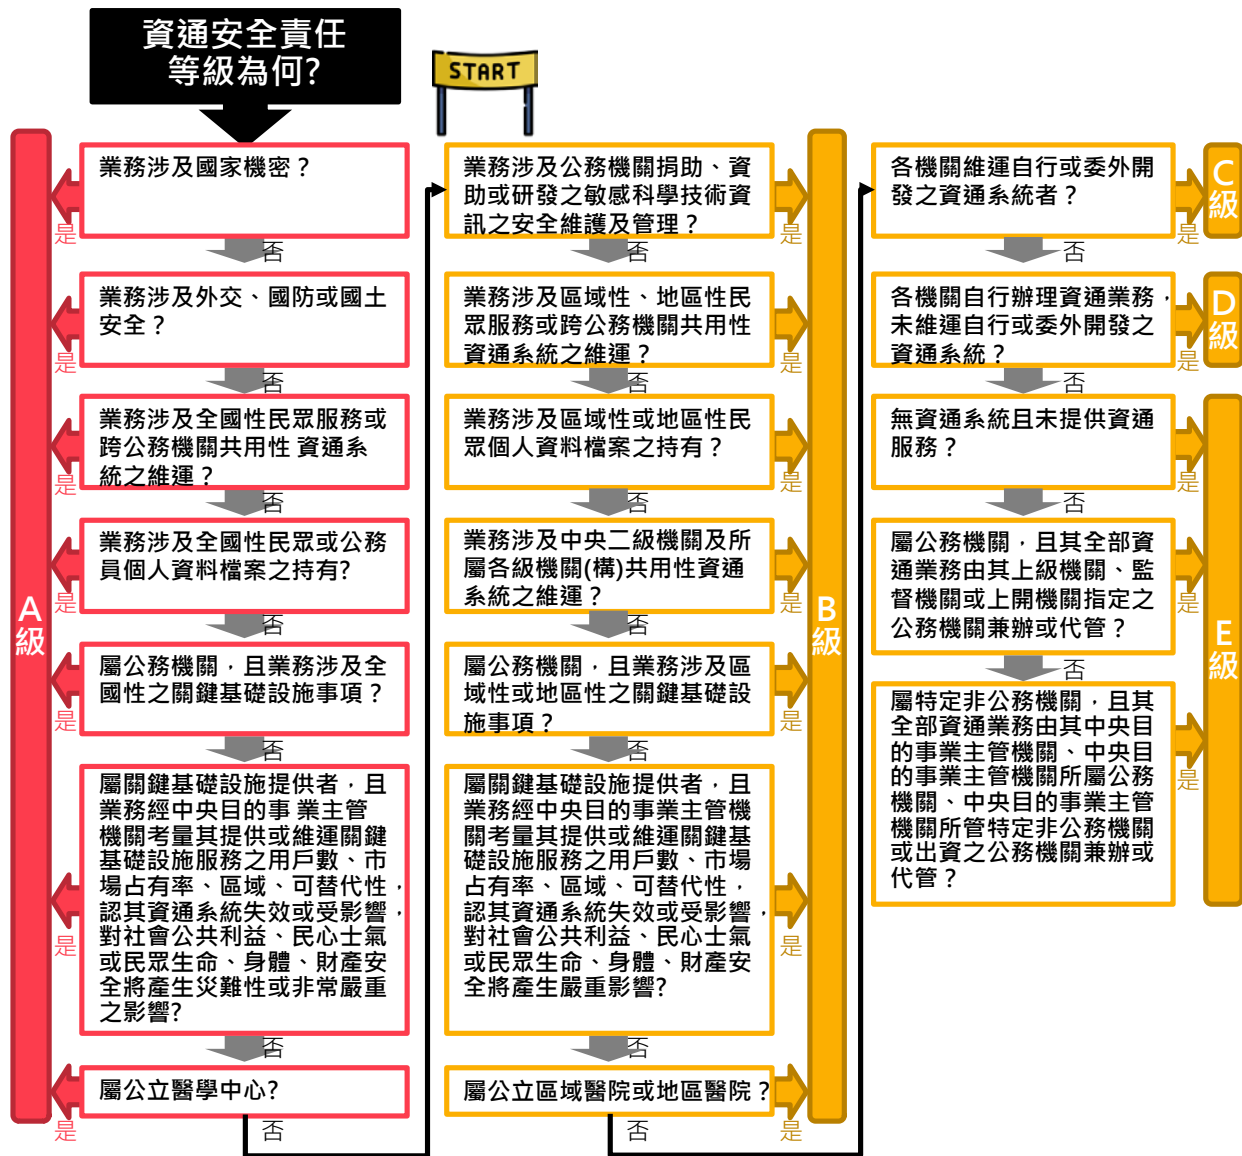 資通安全責任
等級為何?
START
業務涉及國家機密？
是
否
業務涉及外交、國防或國土
安全？
是
否
業務涉及全國性民眾服務或
跨公務機關共用性 資通系
統之維運？
是
否
業務涉及全國性民眾或公務
員個人資料檔案之持有?
是
否
屬公務機關，且業務涉及全
國性之關鍵基礎設施事項？
是
否
屬關鍵基礎設施提供者，且
業務經中央目的事 業主管
機關考量其提供或維運關鍵
基礎設施服務之用戶數、市
場占有率、區域、可替代性，
認其資通系統失效或受影響，
對社會公共利益、民心士氣
或民眾生命、身體、財產安
全將產生災難性或非常嚴重
之影響?
是
否
屬公立醫學中心?
是
否
A
級
業務涉及公務機關捐助、資
助或研發之敏感科學技術資
訊之安全維護及管理？
是
否
業務涉及區域性、地區性民
眾服務或跨公務機關共用性
資通系統之維運？
是
否
業務涉及區域性或地區性民
眾個人資料檔案之持有？
是
否
業務涉及中央二級機關及所
屬各級機關(構)共用性資通
系統之維運？
是
否
屬公務機關，且業務涉及區
域性或地區性之關鍵基礎設
施事項？
是
否
屬關鍵基礎設施提供者，且
業務經中央目的事業主管機
關考量其提供或維運關鍵基
礎設施服務之用戶數、市場
占有率、區域、可替代性，
認其資通系統失效或受影響，
對社會公共利益、民心士氣
或民眾生命、身體、財產安
全將產生嚴重影響?
是
否
屬公立區域醫院或地區醫院？
是
否
B
級
各機關維運自行或委外開
發之資通系統者？
是
否
C
級
各機關自行辦理資通業務，
未維運自行或委外開發之
資通系統？
是
否
D
級
無資通系統且未提供資通
服務？
是
否
屬公務機關，且其全部資
通業務由其上級機關、監
督機關或上開機關指定之
公務機關兼辦或代管？
是
否
屬特定非公務機關，且其
全部資通業務由其中央目
的事業主管機關、中央目
的事業主管機關所屬公務
機關、中央目的事業主管
機關所管特定非公務機關
或出資之公務機關兼辦或
代管？
是
E
級